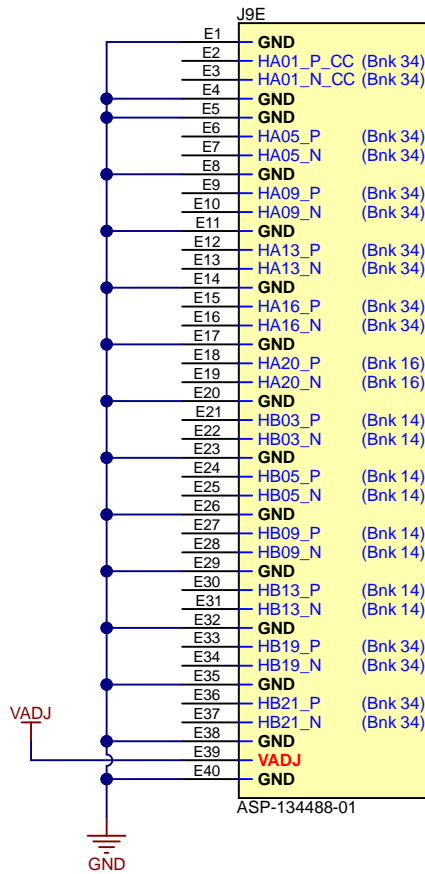 J9E
E1 GND
E2 HA01_P_CC (Bnk 34)
E3 HA01_N_CC (Bnk 34)
E4 GND
E5 GND
E6 HA05_P (Bnk 34)
E7 HA05_N (Bnk 34)
E8 GND
E9 HA09_P (Bnk 34)
E10 HA09_N (Bnk 34)
E11 GND
E12 HA13_P (Bnk 34)
E13 HA13_N (Bnk 34)
E14 GND
E15 HA16_P (Bnk 34)
E16 HA16_N (Bnk 34)
E17 GND
E18 HA20_P (Bnk 16)
E19 HA20_N (Bnk 16)
E20 GND
E21 HB03_P (Bnk 14)
E22 HB03_N (Bnk 14)
E23 GND
E24 HB05_P (Bnk 14)
E25 HB05_N (Bnk 14)
E26 GND
E27 HB09_P (Bnk 14)
E28 HB09_N (Bnk 14)
E29 GND
E30 HB13_P (Bnk 14)
E31 HB13_N (Bnk 14)
E32 GND
E33 HB19_P (Bnk 34)
E34 HB19_N (Bnk 34)
E35 GND
E36 HB21_P (Bnk 34)
E37 HB21_N (Bnk 34)
E38 GND
VADJ
E39 VADJ
E40 GND
ASP-134488-01
GND